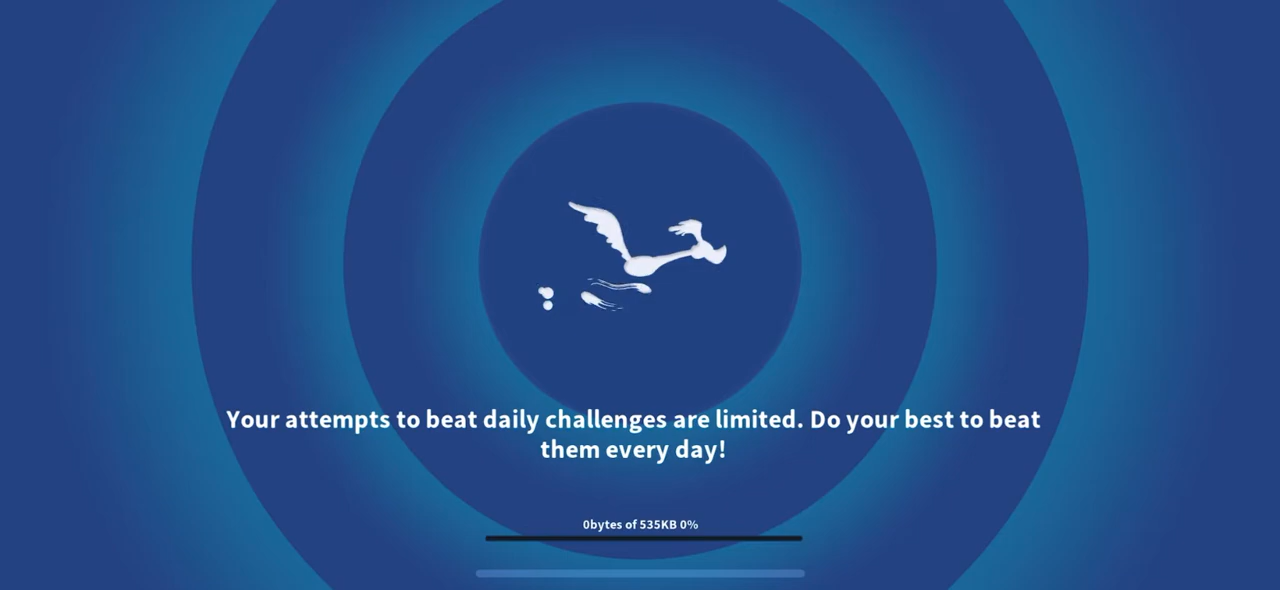 Your attempts to beat daily challenges are limited. Do your best to beat
them every day!
0bytes of 535KB 0%